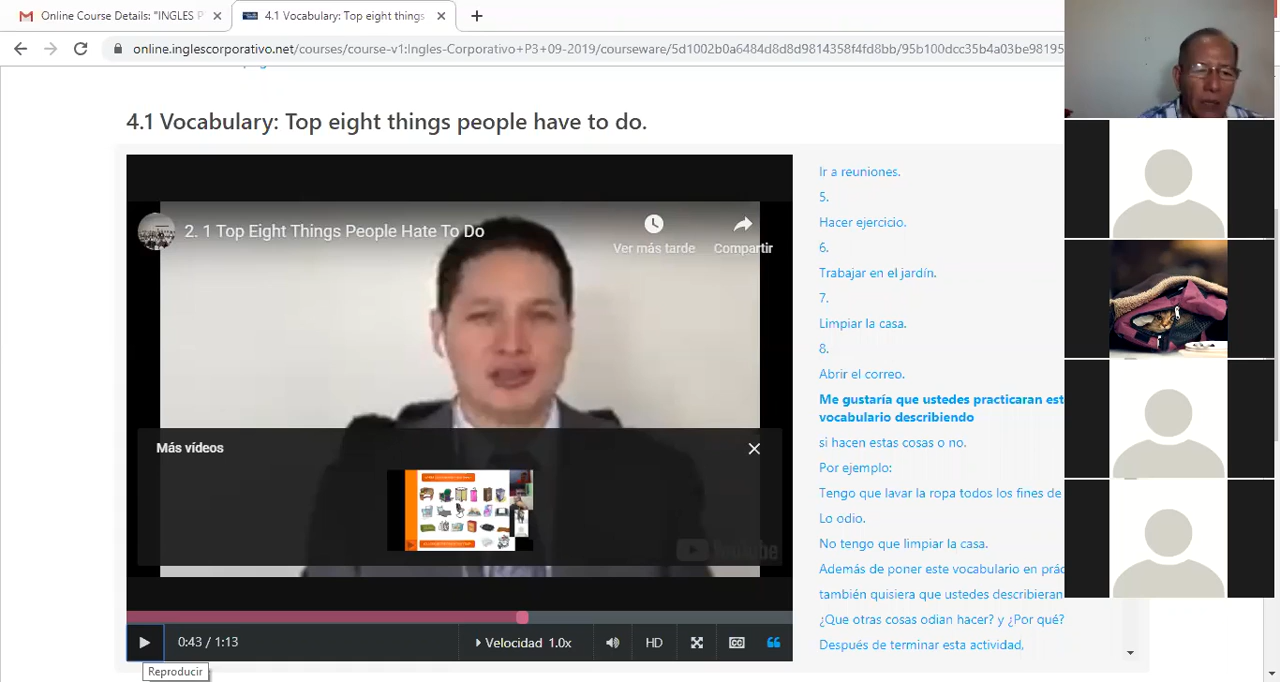 Online Course Details: "INGLES P
4.1 Vocabulary: Top eight things
online.inglescorporativo.net/courses/course-v1:Ingles-Corporativo+P3+09-2019/courseware/5d1002b0a6484d8d8d9814358f4fd8bb/95b100dcc35b4a03be98195
4.1 Vocabulary: Top eight things people have to do.
2. 1 Top Eight Things People Hate To Do
Ver más tarde
Compartir
Más vídeos
YouTube
0:43 / 1:13
Velocidad 1.0x
HD
Reproducir
Ir a reuniones.
5.
Hacer ejercicio.
6.
Trabajar en el jardín.
7.
Limpiar la casa.
8.
Abrir el correo.
Me gustaría que ustedes practicaran est
vocabulario describiendo
si hacen estas cosas o no.
Por ejemplo:
Tengo que lavar la ropa todos los fines de
Lo odio.
No tengo que limpiar la casa.
Además de poner este vocabulario en prác
también quisiera que ustedes describieran
¿Que otras cosas odian hacer? y ¿Por qué?
Después de terminar esta actividad,